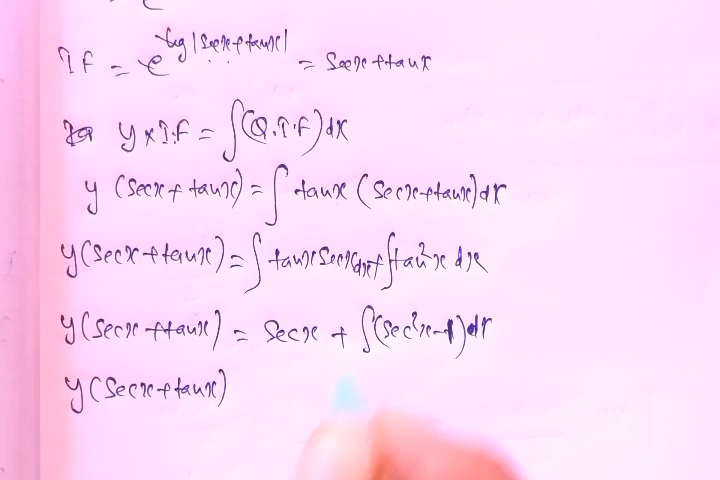 If = e^log|secx+tanx| = secx+tanx
y×I.F = ∫(Q.I.F)dx
y (secx+tanx) = ∫ tanx (secx+tanx)dx
y(secx+tanx) = ∫ tanx secx dx + ∫tan²x dx
y(secx+tanx) = secx + ∫(sec²x-1)dx
y(secx+tanx)